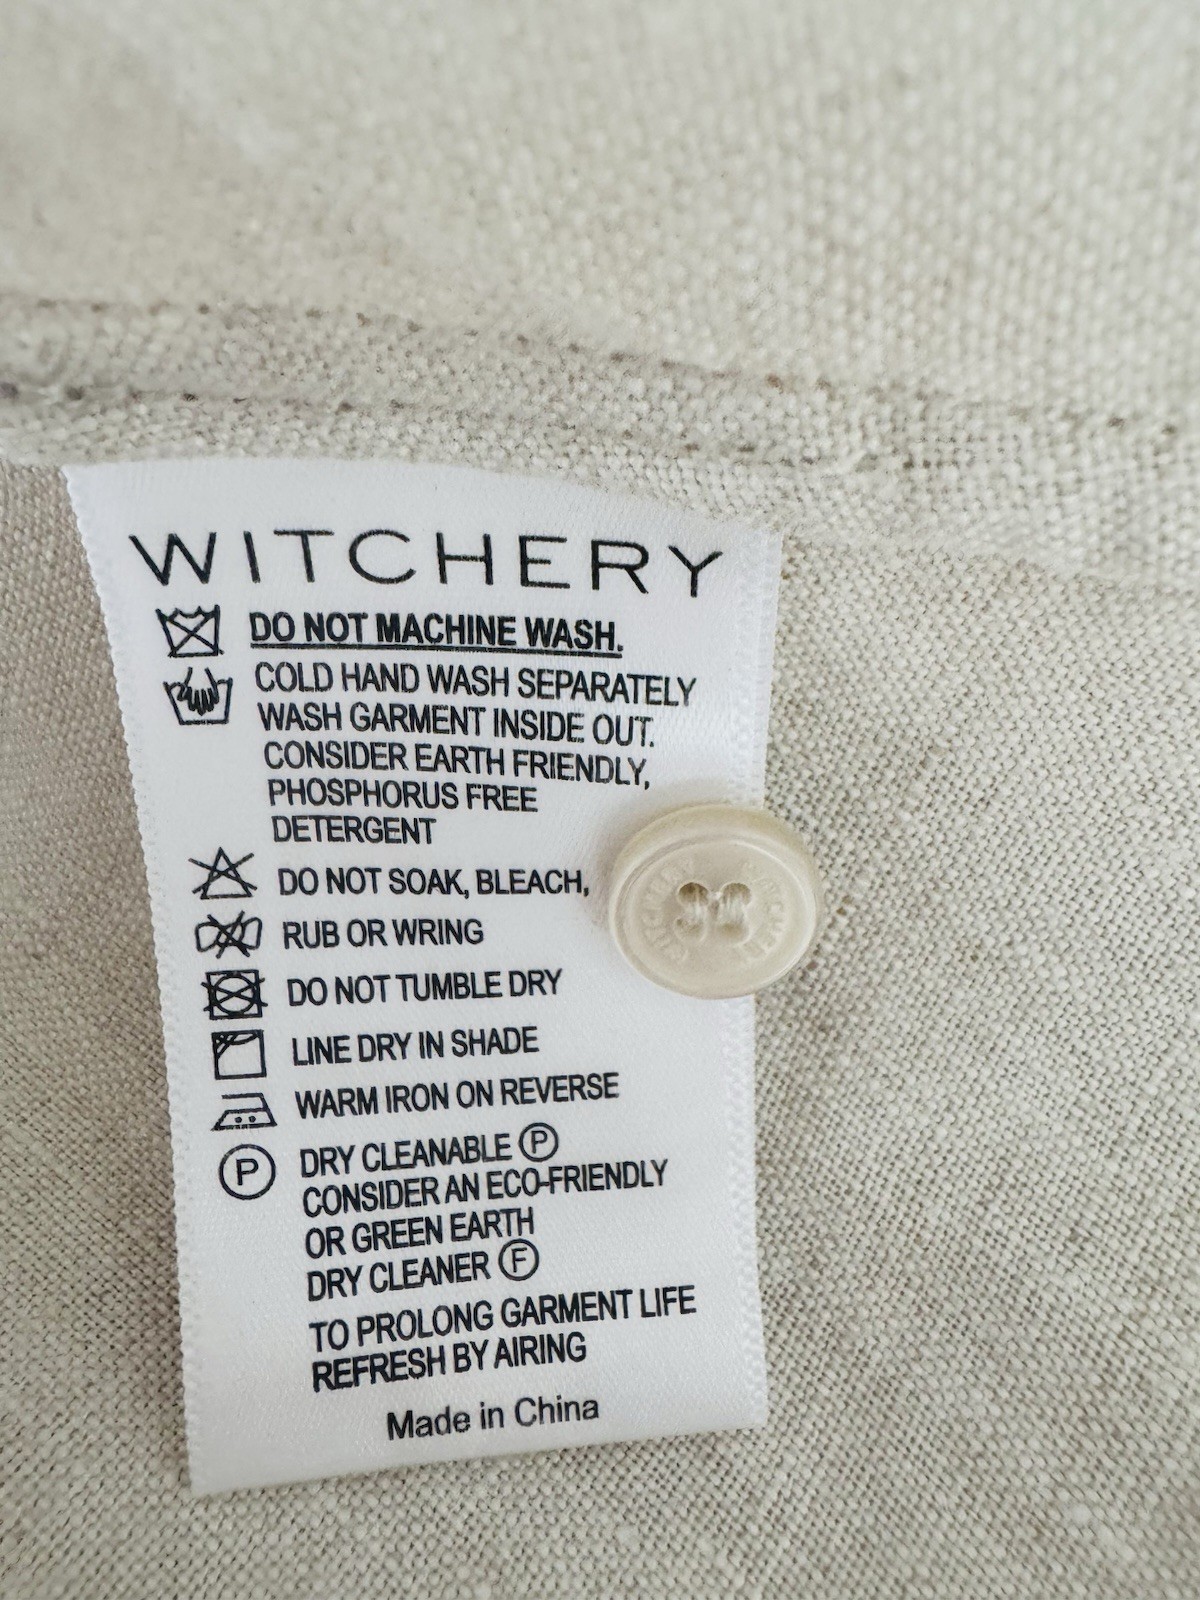 WITCHERY
DO NOT MACHINE WASH.
COLD HAND WASH SEPARATELY
WASH GARMENT INSIDE OUT.
CONSIDER EARTH FRIENDLY,
PHOSPHORUS FREE
DETERGENT
DO NOT SOAK, BLEACH,
RUB OR WRING
DO NOT TUMBLE DRY
LINE DRY IN SHADE
WARM IRON ON REVERSE
P DRY CLEANABLE P
CONSIDER AN ECO-FRIENDLY
OR GREEN EARTH
DRY CLEANER F
TO PROLONG GARMENT LIFE
REFRESH BY AIRING
Made in China